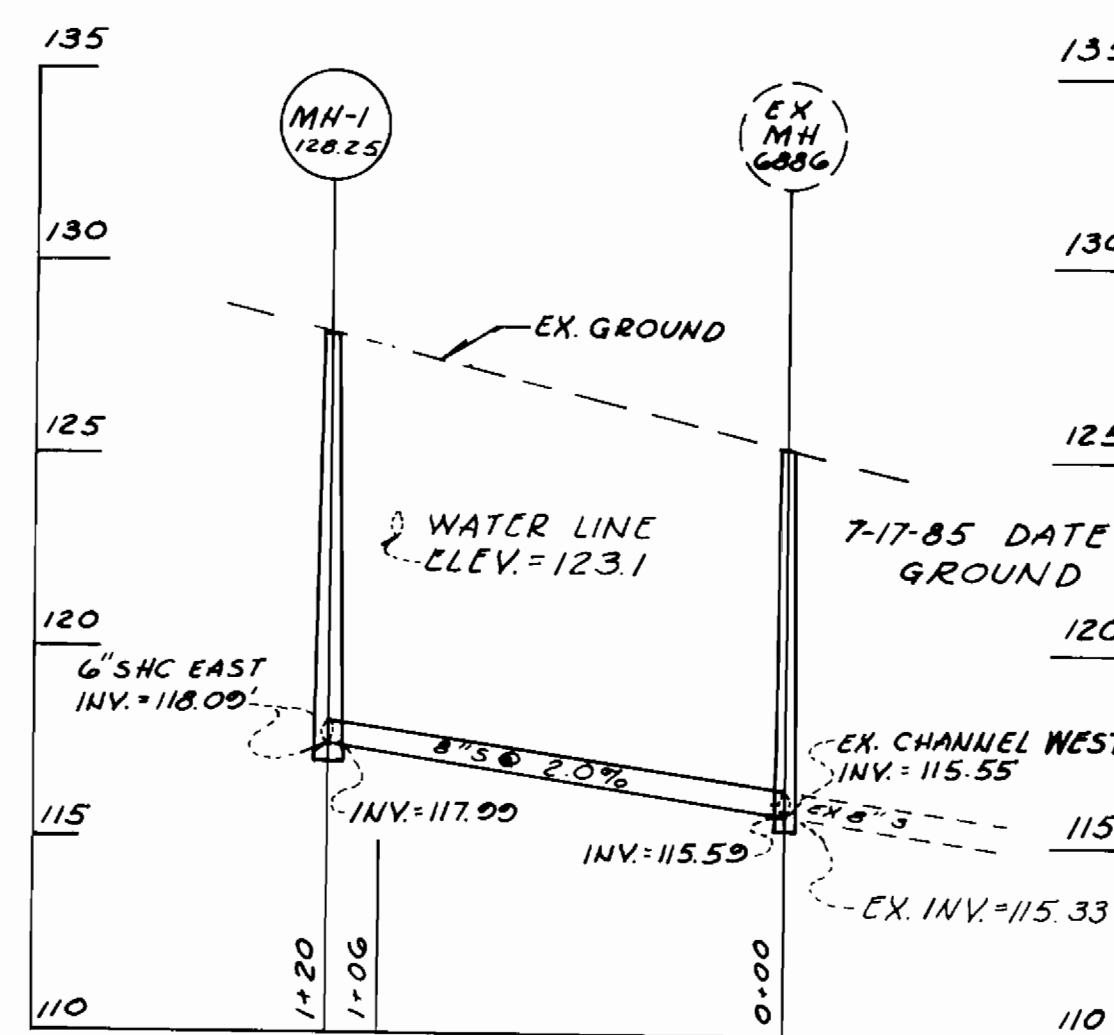 135
MH-1
128.25
EX
MH
6886
135
130
130
EX. GROUND
125
125
WATER LINE
ELEV. = 123.1
7-17-85 DATE
GROUND
120
120
6" SHC EAST
INV. = 118.09'
8" S @ 2.0%
EX. CHANNEL WEST
INV. = 115.55
INV. = 117.99
EX 8" S
115
115
INV. = 115.59
EX. INV. = 115.33
1+20
1+06
0+00
110
110